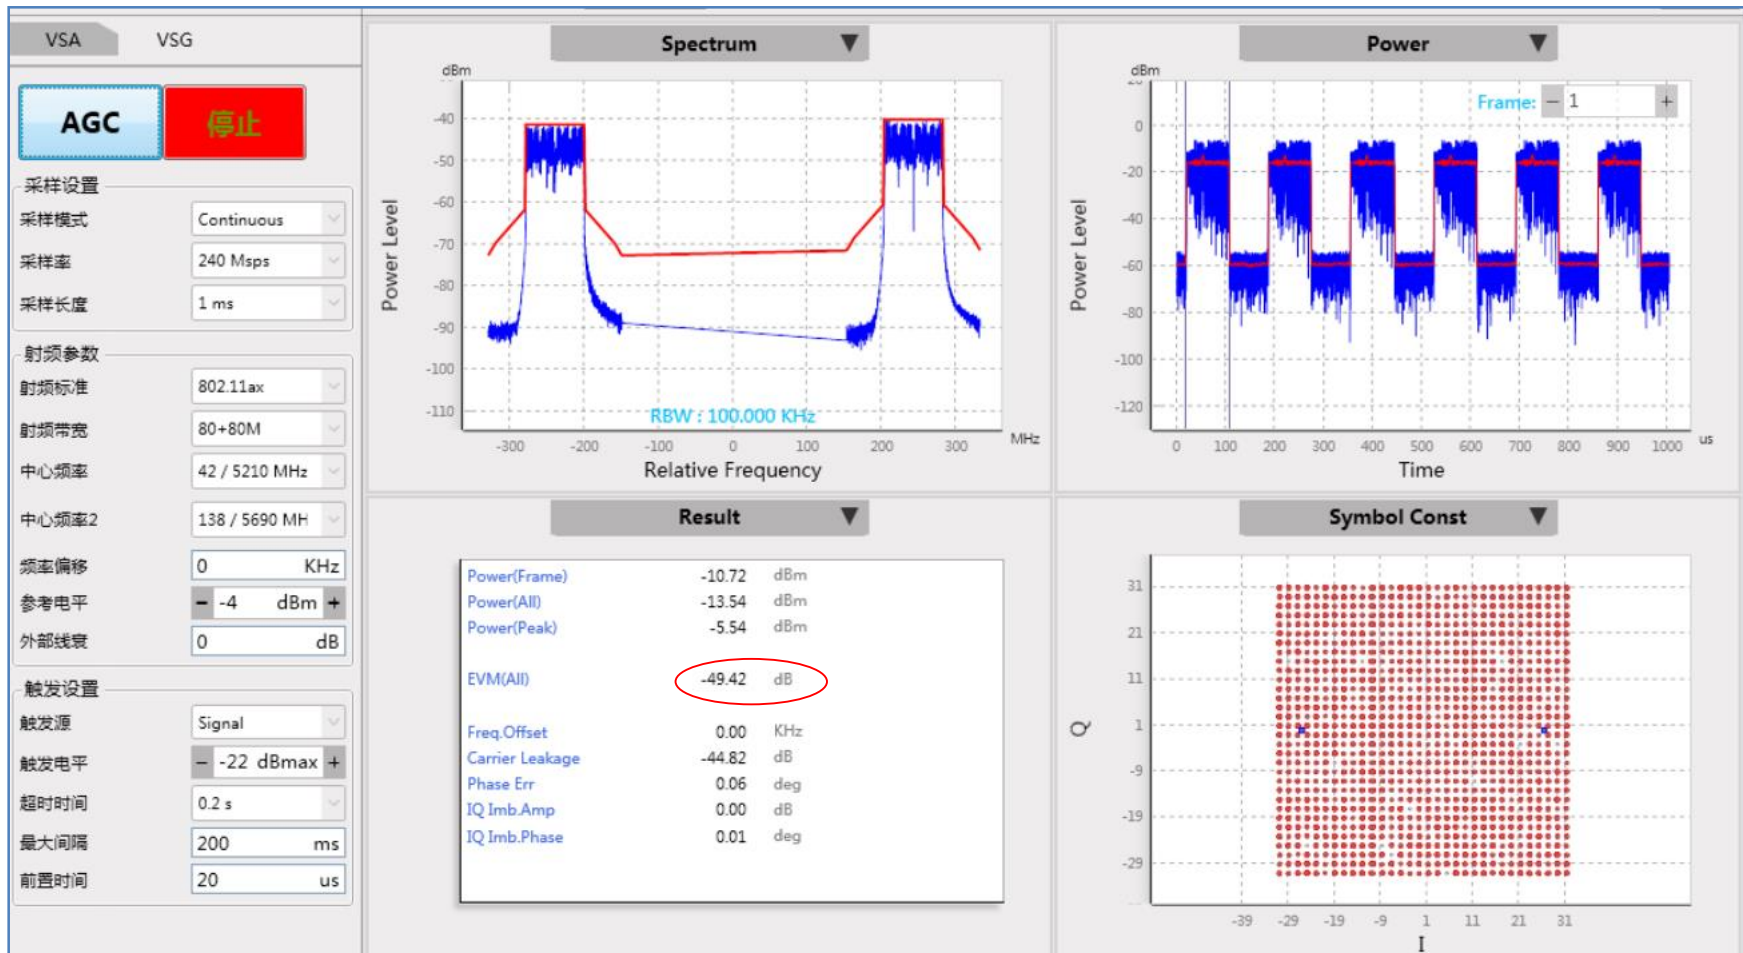 VSA VSG
AGC 停止
采样设置
采样模式 Continuous
采样率 240 Msps
采样长度 1 ms
射频参数
射频标准 802.11ax
射频带宽 80+80M
中心频率 42 / 5210 MHz
中心频率2 138 / 5690 MH
频率偏移 0 KHz
参考电平 − -4 dBm +
外部线衰 0 dB
触发设置
触发源 Signal
触发电平 − -22 dBmax +
超时时间 0.2 s
最大间隔 200 ms
前置时间 20 us
Spectrum
dBm
-40
-50
-60
-70
-80
-90
-100
-110
Power Level
RBW : 100.000 KHz
-300 -200 -100 0 100 200 300 MHz
Relative Frequency
Power
dBm
Frame: − 1 +
0
-20
-40
-60
-80
-100
-120
Power Level
0 100 200 300 400 500 600 700 800 900 1000 us
Time
Result
Power(Frame) -10.72 dBm
Power(All) -13.54 dBm
Power(Peak) -5.54 dBm
EVM(All) -49.42 dB
Freq.Offset 0.00 KHz
Carrier Leakage -44.82 dB
Phase Err 0.06 deg
IQ Imb.Amp 0.00 dB
IQ Imb.Phase 0.01 deg
Symbol Const
31
21
11
1
-9
-19
-29
Q
-39 -29 -19 -9 1 11 21 31
I